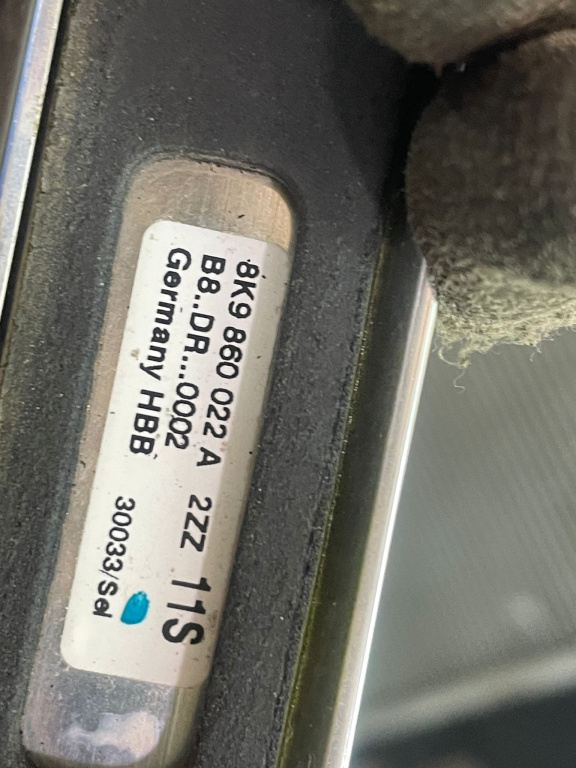 8K9 860 022 A 2ZZ 11S
B8..DR...0002
Germany HBB 30033/Sel